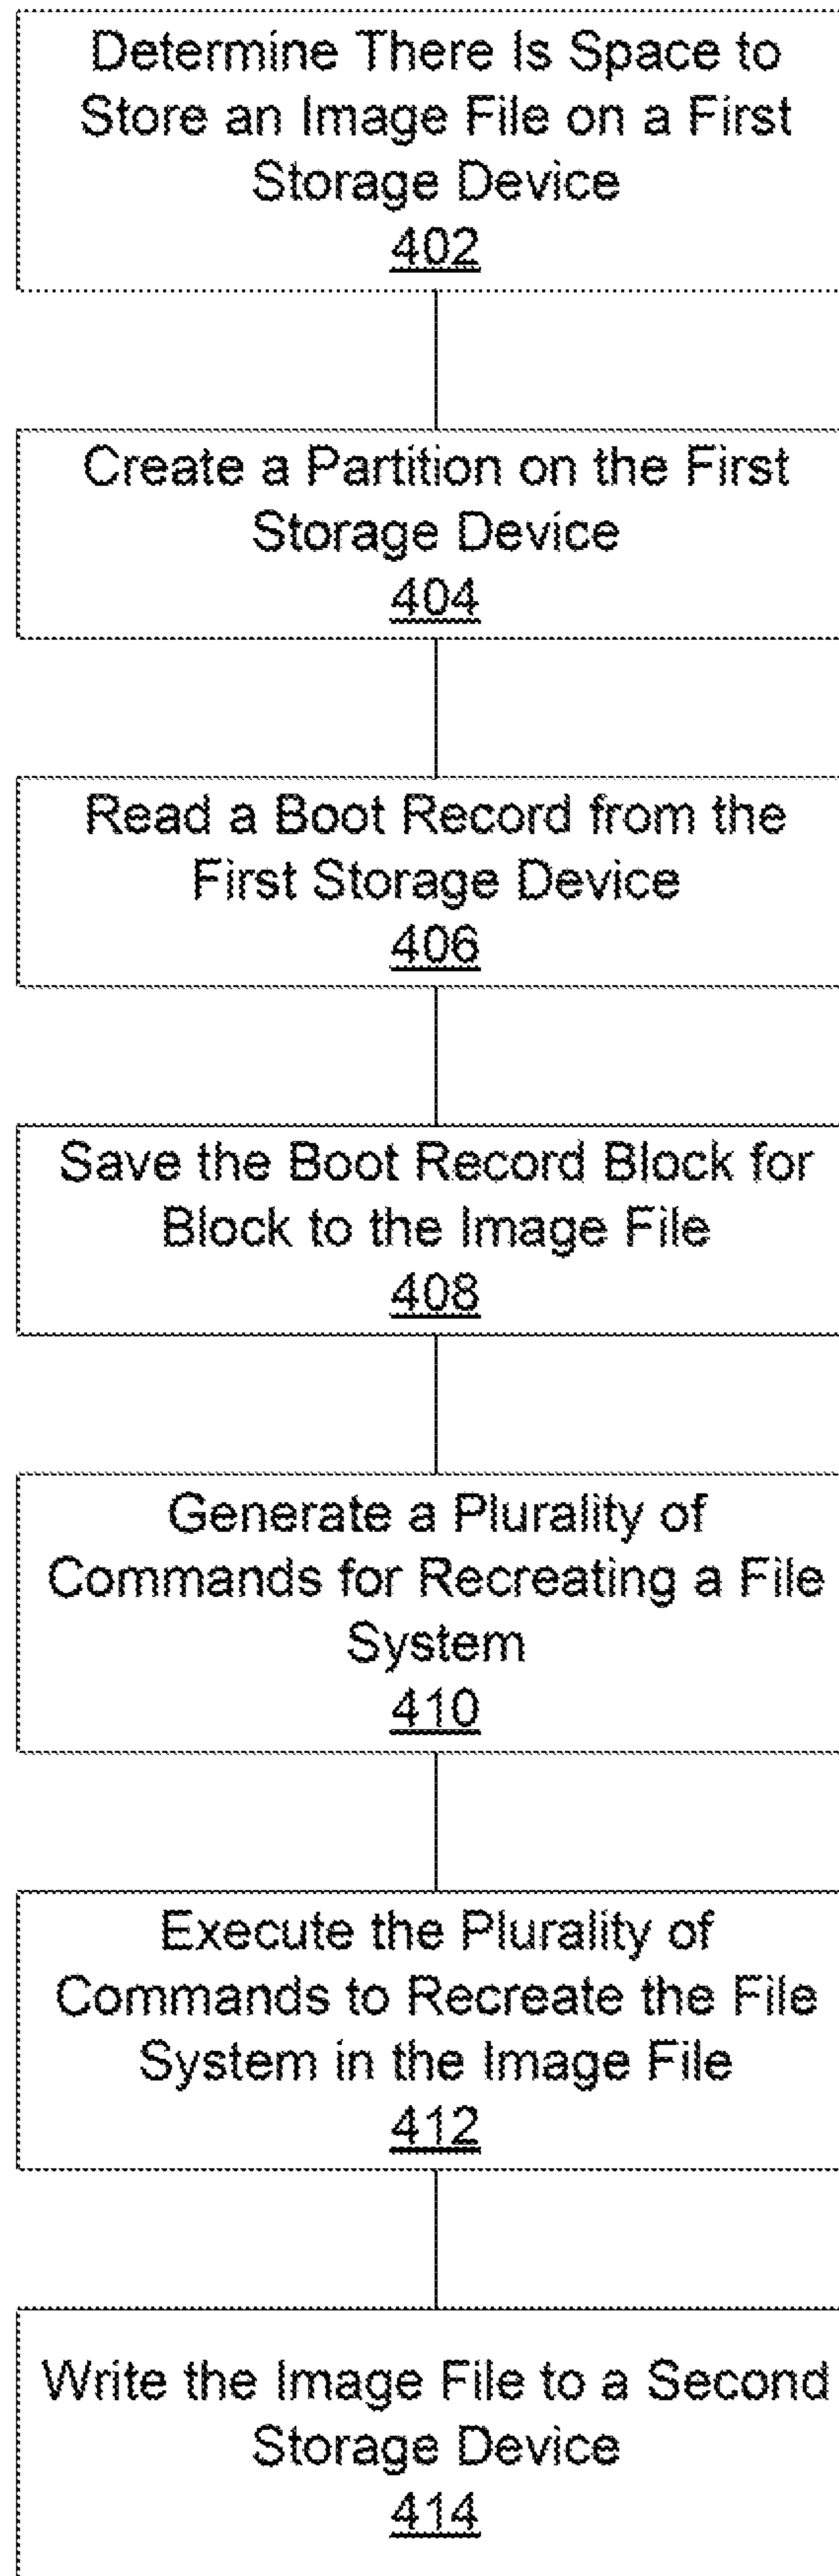 Determine There Is Space to
Store an Image File on a First
Storage Device
402
Create a Partition on the First
Storage Device
404
Read a Boot Record from the
First Storage Device
406
Save the Boot Record Block for
Block to the Image File
408
Generate a Plurality of
Commands for Recreating a File
System
410
Execute the Plurality of
Commands to Recreate the File
System in the Image File
412
Write the Image File to a Second
Storage Device
414